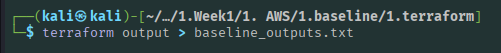 ┌──(kali㉿kali)-[~/…/1.Week1/1. AWS/1.baseline/1.terraform]
└─$ terraform output > baseline_outputs.txt